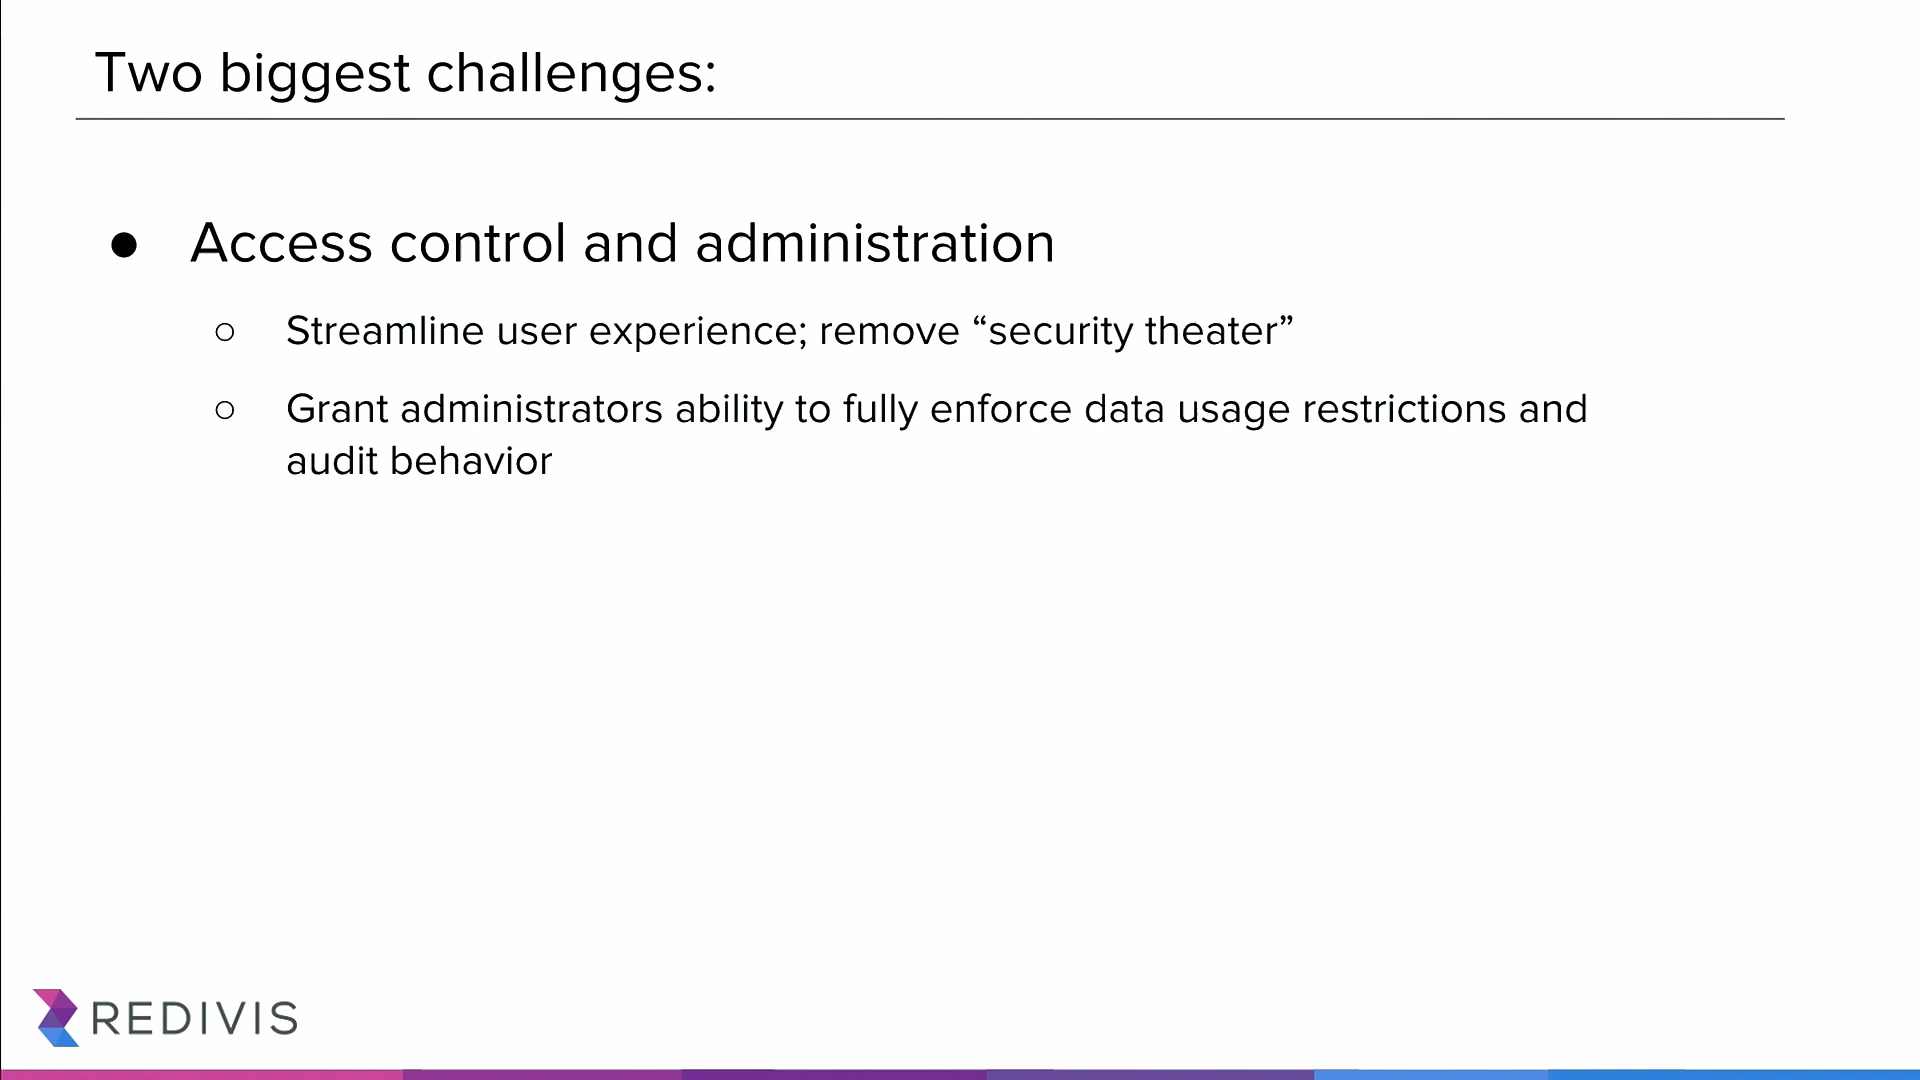 Two biggest challenges:
● Access control and administration
○ Streamline user experience; remove “security theater”
○ Grant administrators ability to fully enforce data usage restrictions and
audit behavior
REDIVIS